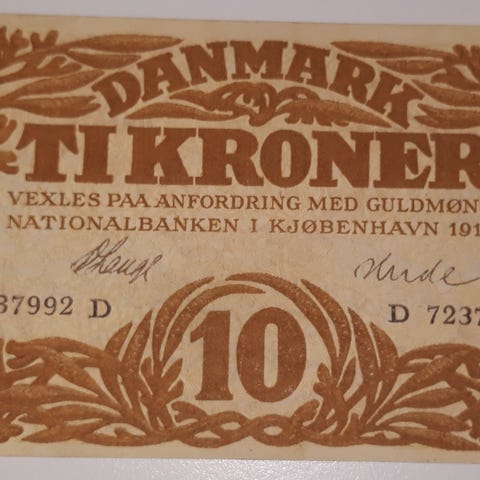 DANMARK
TI KRONER
VEXLES PAA ANFORDRING MED GULDMØN
NATIONALBANKEN I KJØBENHAVN 191
37992 D
D 7237
10